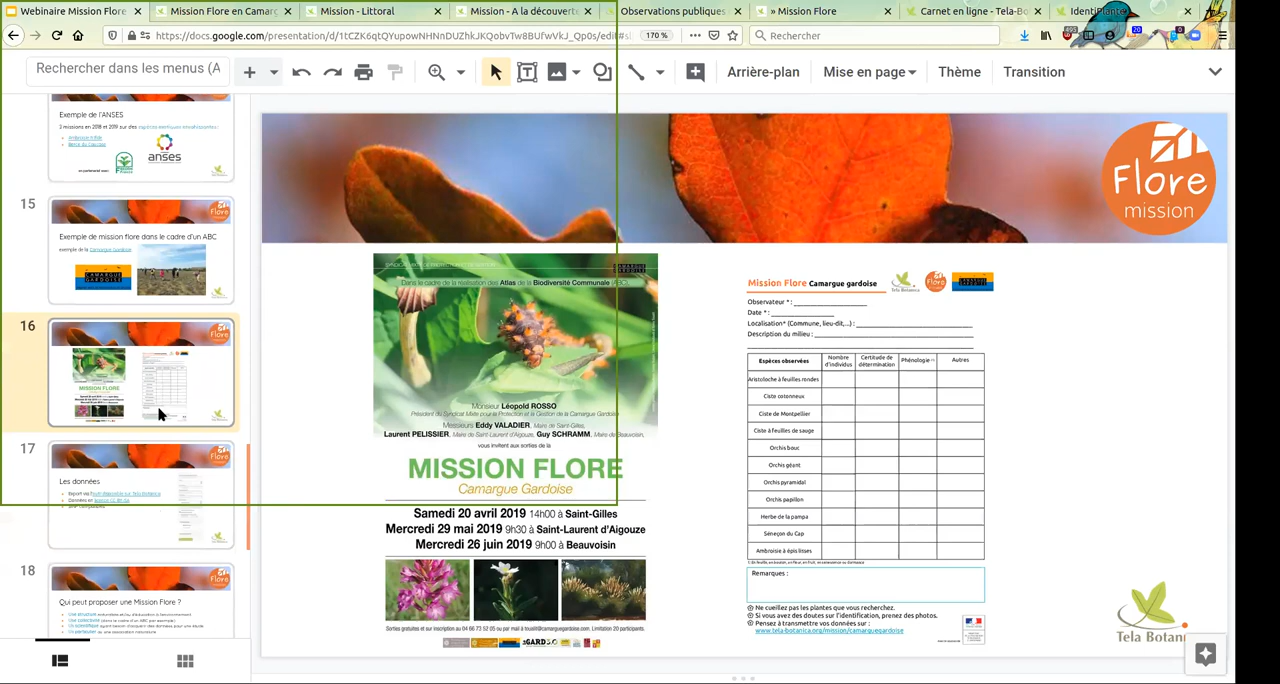 Webinaire Mission Flore
Mission Flore en Camarg
Mission - Littoral
Mission - A la découverte
Observations publiques
» Mission Flore
Carnet en ligne - Tela-Bo
IdentiPlante
170 %
Rechercher
Rechercher dans les menus (A
Arrière-plan
Mise en page
Thème
Transition
Exemple de l'ANSES
anses
15
Exemple de mission flore dans le cadre d'un ABC
exemple de la Camargue Gardoise
16
17
Les données
18
Qui peut proposer une Mission Flore ?
Flore
mission
Dans le cadre de la réalisation des Atlas de la Biodiversité Communale (ABC),
Monsieur Léopold ROSSO
Président du Syndicat Mixte pour la Protection et la Gestion de la Camargue Gardoise
Messieurs Eddy VALADIER, Maire de Saint-Gilles,
Laurent PELISSIER, Maire de Saint-Laurent d'Aigouze, Guy SCHRAMM, Maire de Beauvoisin,
vous invitent aux sorties de la
MISSION FLORE
Camargue Gardoise
Samedi 20 avril 2019 14h00 à Saint-Gilles
Mercredi 29 mai 2019 9h30 à Saint-Laurent d'Aigouze
Mercredi 26 juin 2019 9h00 à Beauvoisin
Mission Flore Camargue gardoise
Tela Botanica
Observateur * :
Date * :
Localisation* (Commune, lieu-dit,...) :
Description du milieu :
Espèces observées
Nombre d'individus
Certitude de détermination
Phénologie
Autres
Aristoloche à feuilles rondes
Ciste cotonneux
Ciste de Montpellier
Ciste à feuilles de sauge
Orchis bouc
Orchis géant
Orchis pyramidal
Orchis papillon
Herbe de la pampa
Séneçon du Cap
Ambroisie à épis lisses
Remarques :
Ne cueillez pas les plantes que vous recherchez.
Si vous avez des doutes sur l'identification, prenez des photos.
Pensez à transmettre vos données sur :
www.tela-botanica.org/mission/camarguegardoise
Tela Botani